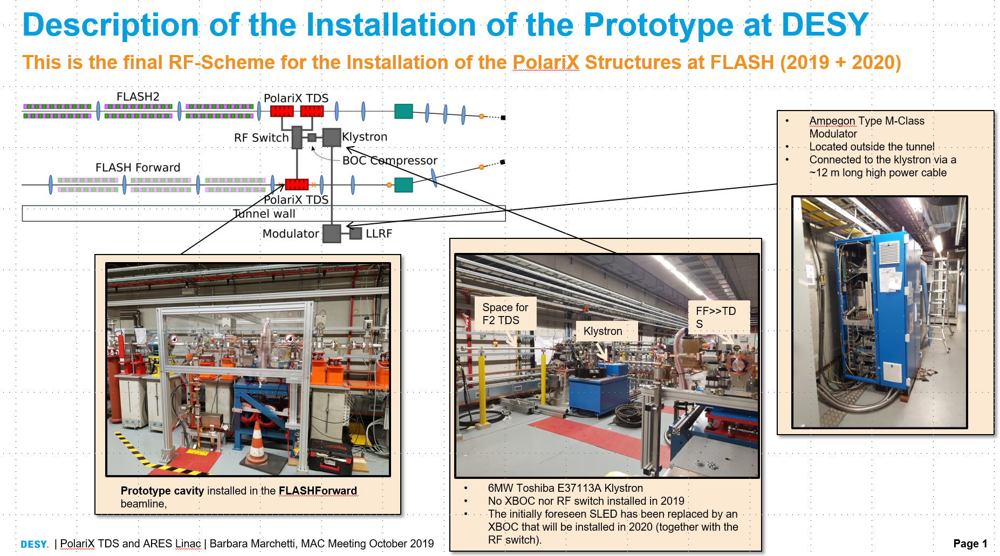 Description of the Installation of the Prototype at DESY
This is the final RF-Scheme for the Installation of the PolariX Structures at FLASH (2019 + 2020)
FLASH2
PolariX TDS
RF Switch
Klystron
BOC Compressor
FLASH Forward
PolariX TDS
Tunnel wall
Modulator
LLRF
• Ampegon Type M-Class
Modulator
• Located outside the tunnel
• Connected to the klystron via a
~12 m long high power cable
Space for
F2 TDS
Klystron
FF>>TD
S
Prototype cavity installed in the FLASHForward
beamline,
• 6MW Toshiba E37113A Klystron
• No XBOC nor RF switch installed in 2019
• The initially foreseen SLED has been replaced by an
XBOC that will be installed in 2020 (together with the
RF switch).
DESY. | PolariX TDS and ARES Linac | Barbara Marchetti, MAC Meeting October 2019
Page 1